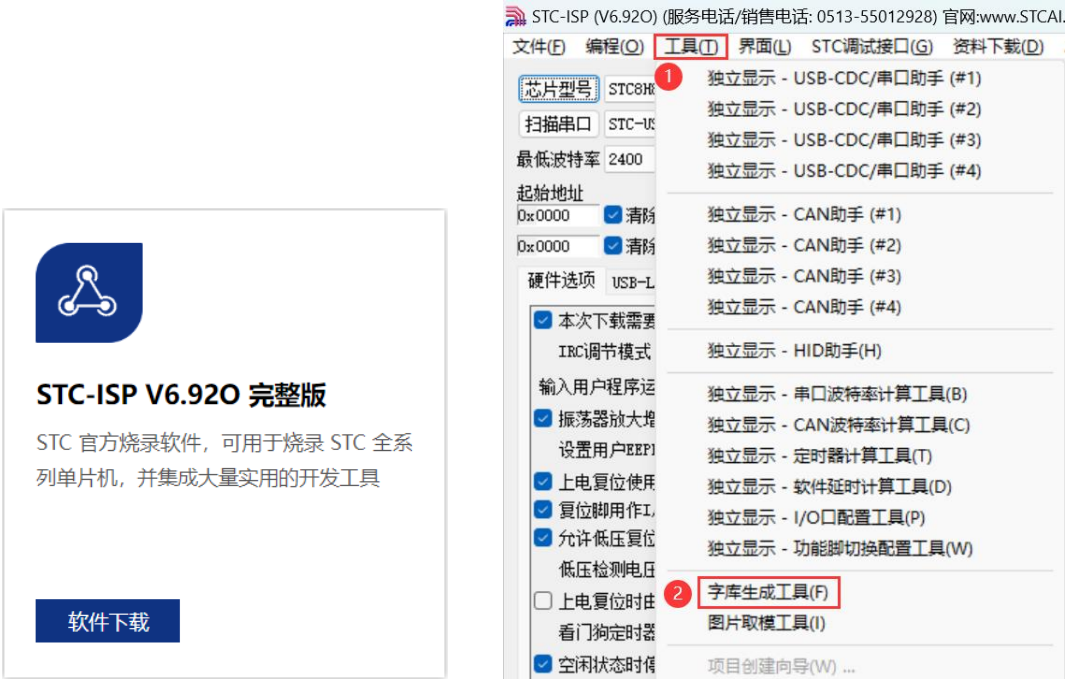 STC-ISP V6.92O 完整版
STC 官方烧录软件，可用于烧录 STC 全系
列单片机，并集成大量实用的开发工具
软件下载
STC-ISP (V6.92O) (服务电话/销售电话: 0513-55012928) 官网:www.STCAI.
文件(F) 编程(O) 工具(T) 界面(L) STC调试接口(G) 资料下载(D)
1
芯片型号 STC8H
扫描串口 STC-US
最低波特率 2400
起始地址
0x0000 清除
0x0000 清除
硬件选项 USB-L
本次下载需要
IRC调节模式
输入用户程序运
振荡器放大增
设置用户EEP
上电复位使用
复位脚用作I/
允许低压复位
低压检测电压
上电复位时由
看门狗定时器
空闲状态时停
独立显示 - USB-CDC/串口助手 (#1)
独立显示 - USB-CDC/串口助手 (#2)
独立显示 - USB-CDC/串口助手 (#3)
独立显示 - USB-CDC/串口助手 (#4)
独立显示 - CAN助手 (#1)
独立显示 - CAN助手 (#2)
独立显示 - CAN助手 (#3)
独立显示 - CAN助手 (#4)
独立显示 - HID助手(H)
独立显示 - 串口波特率计算工具(B)
独立显示 - CAN波特率计算工具(C)
独立显示 - 定时器计算工具(T)
独立显示 - 软件延时计算工具(D)
独立显示 - I/O口配置工具(P)
独立显示 - 功能脚切换配置工具(W)
2 字库生成工具(F)
图片取模工具(I)
项目创建向导(W) ...